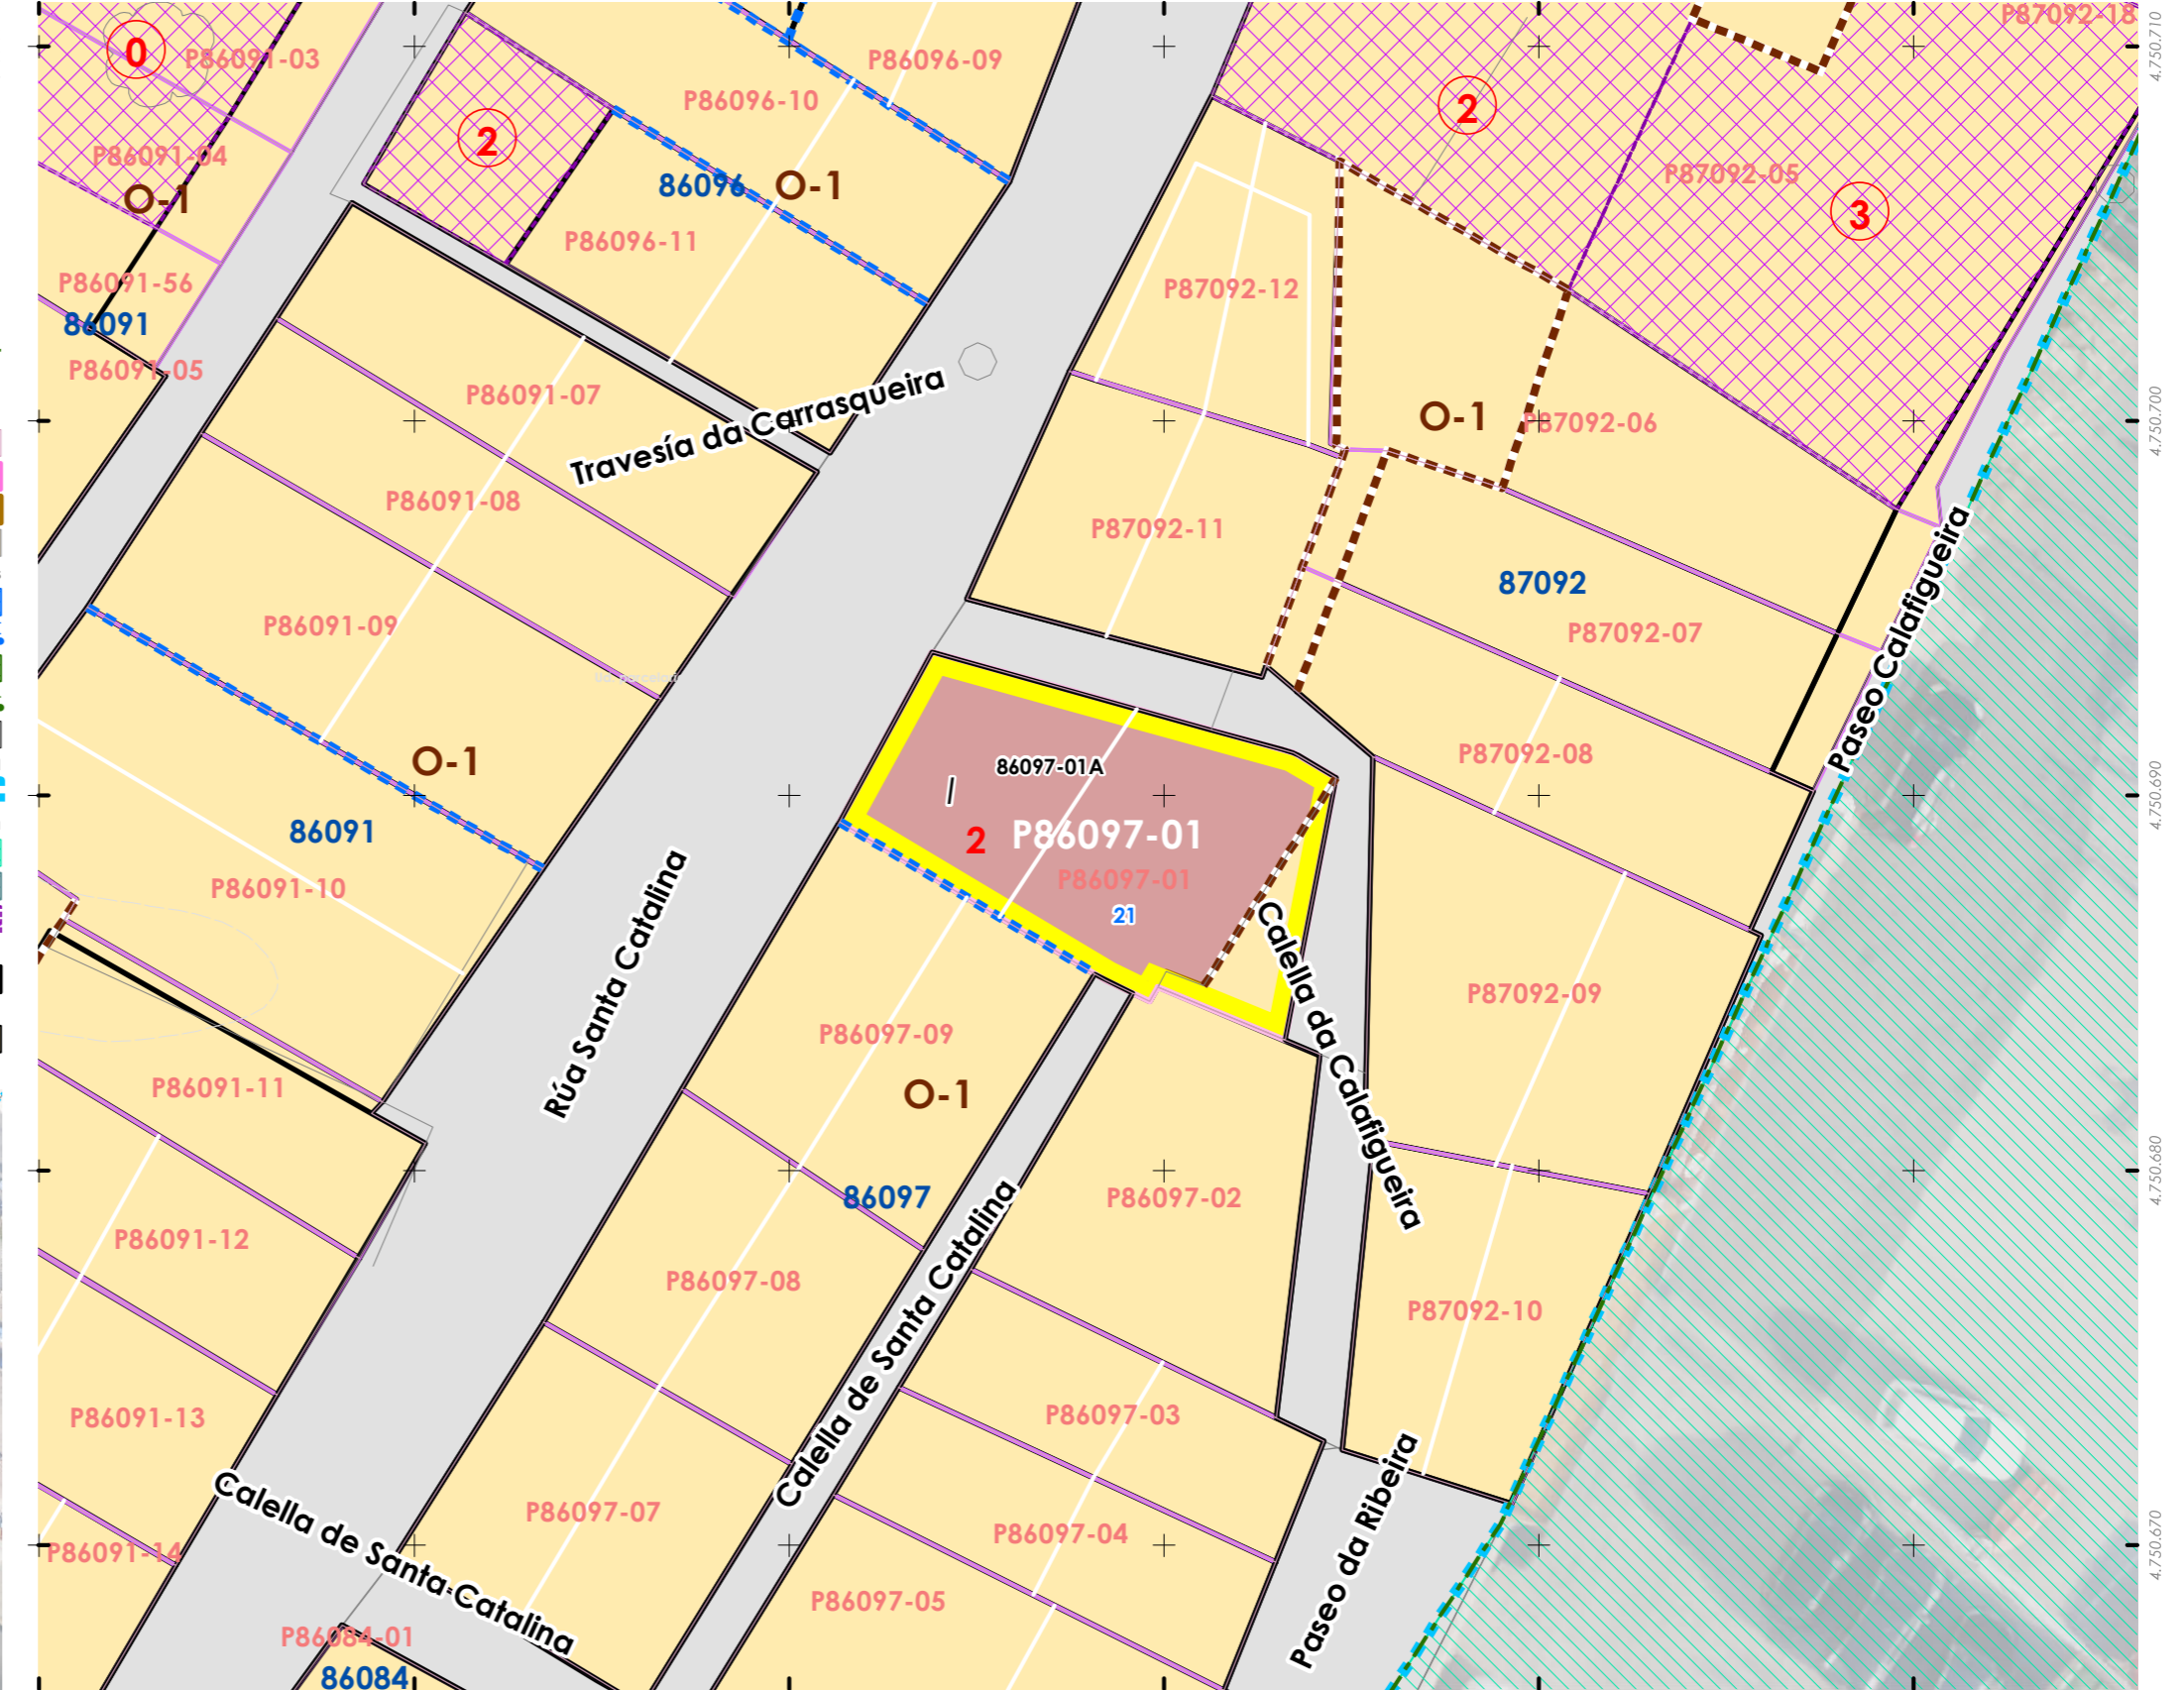 P87092-18
4.750.710
0
P86091-03
P86096-09
P86096-10
2
2
P86091-04
O-1
86096
O-1
P87092-05
3
P86096-11
P86091-56
P87092-12
86091
P86091-05
P86091-07
Travesía da Carrasqueira
O-1
P87092-06
4.750.700
P86091-08
P87092-11
87092
P86091-09
P87092-07
Paseo Calafigueira
O-1
P87092-08
86097-01A
I
4.750.690
86091
2
P86097-01
P86097-01
P86091-10
21
Rúa Santa Catalina
Calella da Calafigueira
P87092-09
P86097-09
P86091-11
O-1
86097
P86097-02
4.750.680
P86091-12
P86097-08
Calella de Santa Catalina
P87092-10
P86091-13
P86097-03
P86097-07
P86097-04
Paseo da Ribeira
4.750.670
P86091-14
Calella de Santa Catalina
P86097-05
P86084-01
86084